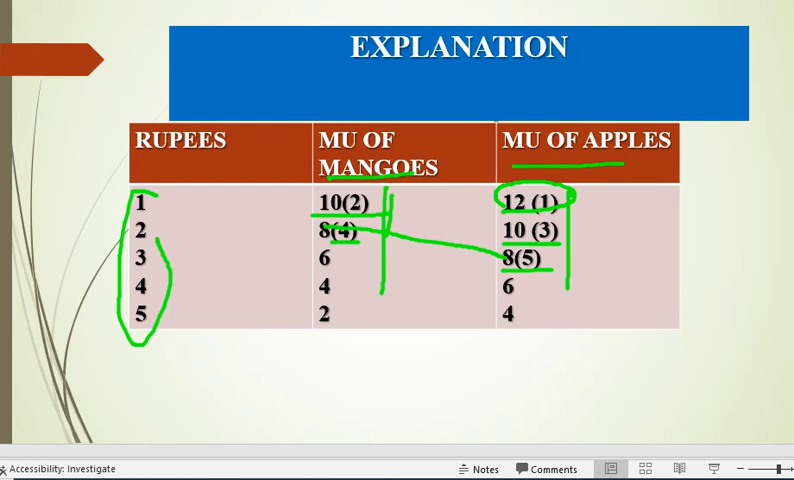 EXPLANATION
RUPEES
MU OF
MANGOES
MU OF APPLES
1 10(2) 12 (1)
2 8(4) 10 (3)
3 6 8(5)
4 4 6
5 2 4
Accessibility: Investigate Notes Comments